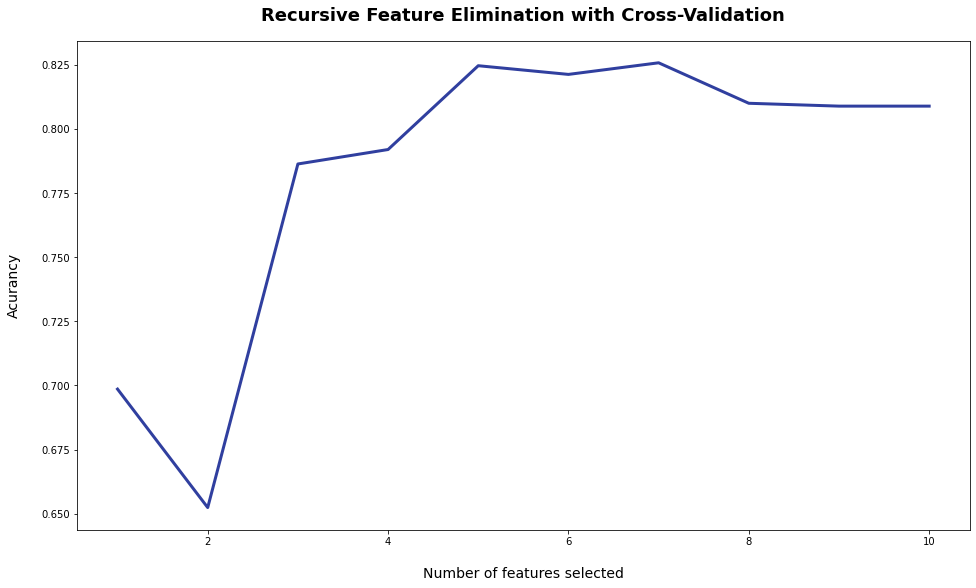 Recursive Feature Elimination with Cross-Validation
0.825
0.800
0.775
0.750
0.725
0.700
0.675
0.650
Acurancy
2 4 6 8 10
Number of features selected